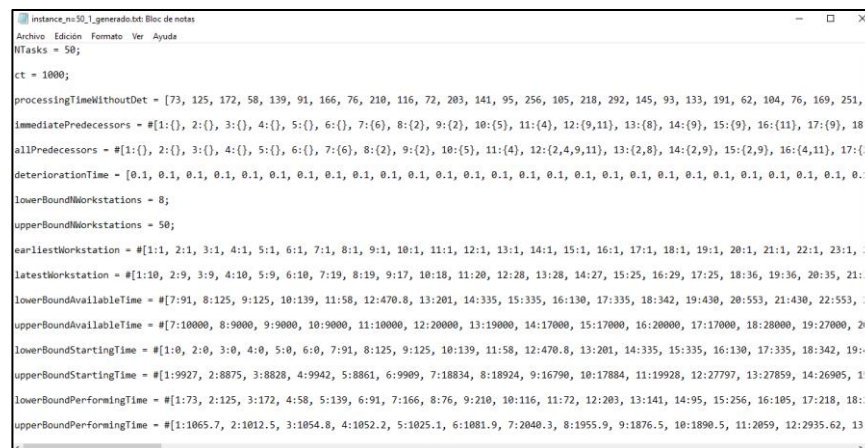 instance_n=50_1_generado.txt: Bloc de notas
Archivo Edición Formato Ver Ayuda
NTasks = 50;
ct = 1000;
processingTimeWithoutDet = [73, 125, 172, 58, 139, 91, 166, 76, 210, 116, 72, 203, 141, 95, 256, 105, 218, 292, 145, 93, 133, 191, 62, 104, 76, 169, 251,
immediatePredecessors = #[1:{}, 2:{}, 3:{}, 4:{}, 5:{}, 6:{}, 7:{6}, 8:{2}, 9:{2}, 10:{5}, 11:{4}, 12:{9,11}, 13:{8}, 14:{9}, 15:{9}, 16:{11}, 17:{9}, 18
allPredecessors = #[1:{}, 2:{}, 3:{}, 4:{}, 5:{}, 6:{}, 7:{6}, 8:{2}, 9:{2}, 10:{5}, 11:{4}, 12:{2,4,9,11}, 13:{2,8}, 14:{2,9}, 15:{2,9}, 16:{4,11}, 17:{
deteriorationTime = [0.1, 0.1, 0.1, 0.1, 0.1, 0.1, 0.1, 0.1, 0.1, 0.1, 0.1, 0.1, 0.1, 0.1, 0.1, 0.1, 0.1, 0.1, 0.1, 0.1, 0.1, 0.1, 0.1, 0.1, 0.1, 0.1, 0.
lowerBoundNWorkstations = 8;
upperBoundNWorkstations = 50;
earliestWorkstation = #[1:1, 2:1, 3:1, 4:1, 5:1, 6:1, 7:1, 8:1, 9:1, 10:1, 11:1, 12:1, 13:1, 14:1, 15:1, 16:1, 17:1, 18:1, 19:1, 20:1, 21:1, 22:1, 23:1,
latestWorkstation = #[1:10, 2:9, 3:9, 4:10, 5:9, 6:10, 7:19, 8:19, 9:17, 10:18, 11:20, 12:28, 13:28, 14:27, 15:25, 16:29, 17:25, 18:36, 19:36, 20:35, 21:
lowerBoundAvailableTime = #[7:91, 8:125, 9:125, 10:139, 11:58, 12:470.8, 13:201, 14:335, 15:335, 16:130, 17:335, 18:342, 19:430, 20:553, 21:430, 22:553,
upperBoundAvailableTime = #[7:10000, 8:9000, 9:9000, 10:9000, 11:10000, 12:20000, 13:19000, 14:17000, 15:17000, 16:20000, 17:17000, 18:28000, 19:27000, 20
lowerBoundStartingTime = #[1:0, 2:0, 3:0, 4:0, 5:0, 6:0, 7:91, 8:125, 9:125, 10:139, 11:58, 12:470.8, 13:201, 14:335, 15:335, 16:130, 17:335, 18:342, 19:4
upperBoundStartingTime = #[1:9927, 2:8875, 3:8828, 4:9942, 5:8861, 6:9909, 7:18834, 8:18924, 9:16790, 10:17884, 11:19928, 12:27797, 13:27859, 14:26905, 1
lowerBoundPerformingTime = #[1:73, 2:125, 3:172, 4:58, 5:139, 6:91, 7:166, 8:76, 9:210, 10:116, 11:72, 12:203, 13:141, 14:95, 15:256, 16:105, 17:218, 18:
upperBoundPerformingTime = #[1:1065.7, 2:1012.5, 3:1054.8, 4:1052.2, 5:1025.1, 6:1081.9, 7:2040.3, 8:1955.9, 9:1876.5, 10:1890.5, 11:2059, 12:2935.62, 13